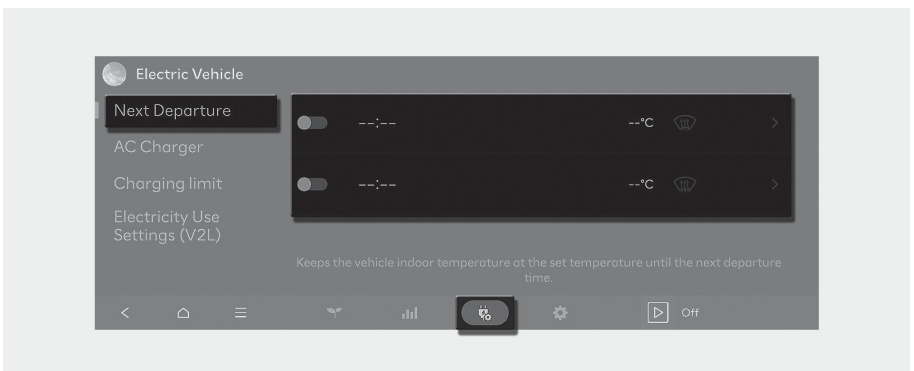 Electric Vehicle
Next Departure
AC Charger
Charging limit
Electricity Use
Settings (V2L)
--:--
--°C
--:--
--°C
Keeps the vehicle indoor temperature at the set temperature until the next departure
time.
Off